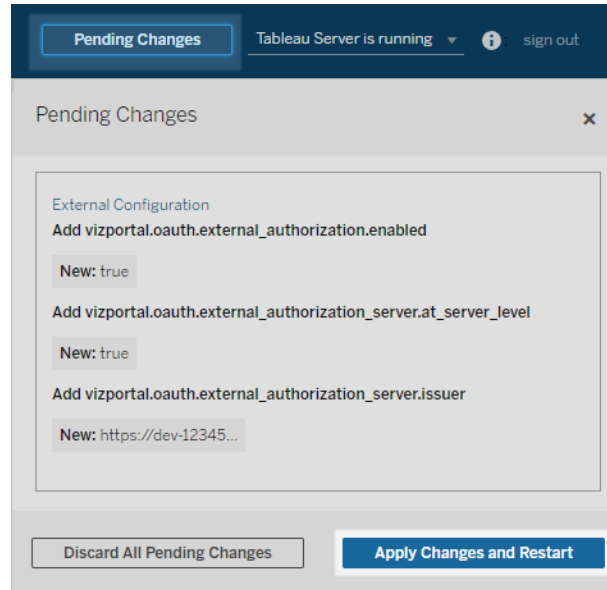 Pending Changes
Tableau Server is running
sign out
Pending Changes
External Configuration
Add vizportal.oauth.external_authorization.enabled
New: true
Add vizportal.oauth.external_authorization_server.at_server_level
New: true
Add vizportal.oauth.external_authorization_server.issuer
New: https://dev-12345...
Discard All Pending Changes
Apply Changes and Restart